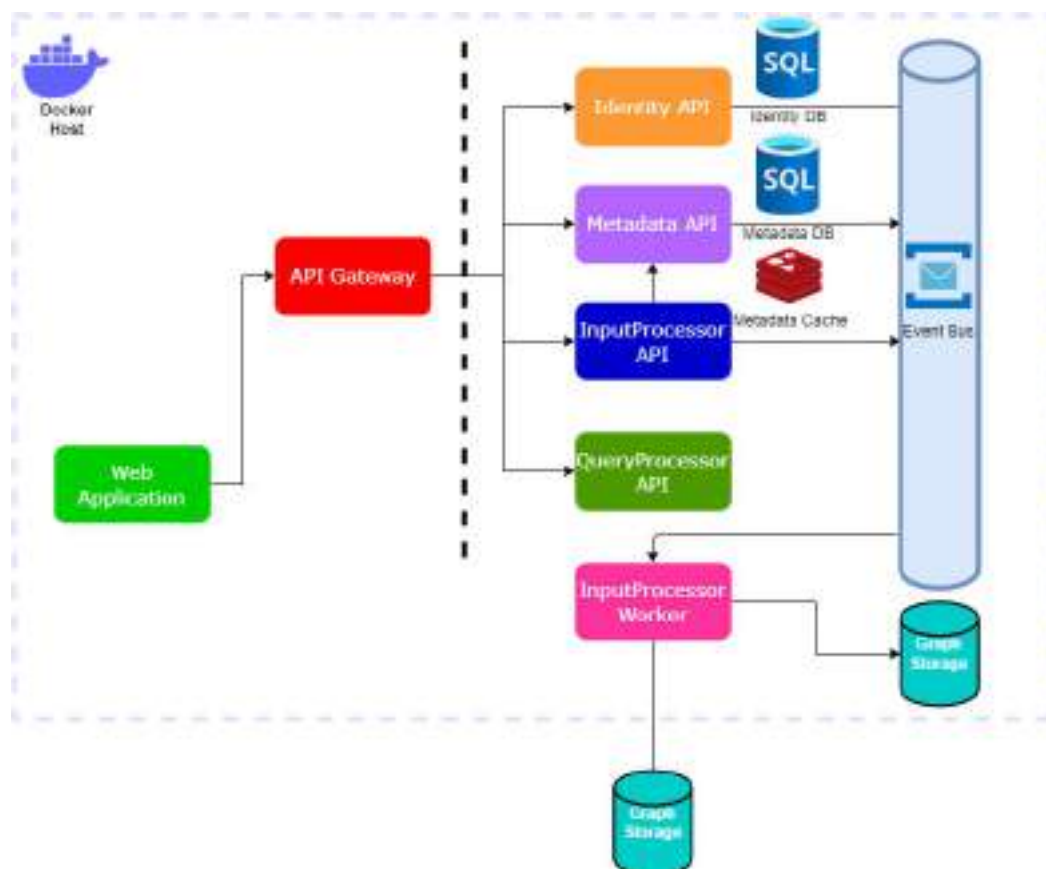 Docker
Host
SQL
Identity API
Identity DB
SQL
Metadata API
Metadata DB
API Gateway
Metadata Cache
InputProcessor
API
Event Bus
QueryProcessor
API
Web
Application
InputProcessor
Worker
Graph
Storage
Graph
Storage